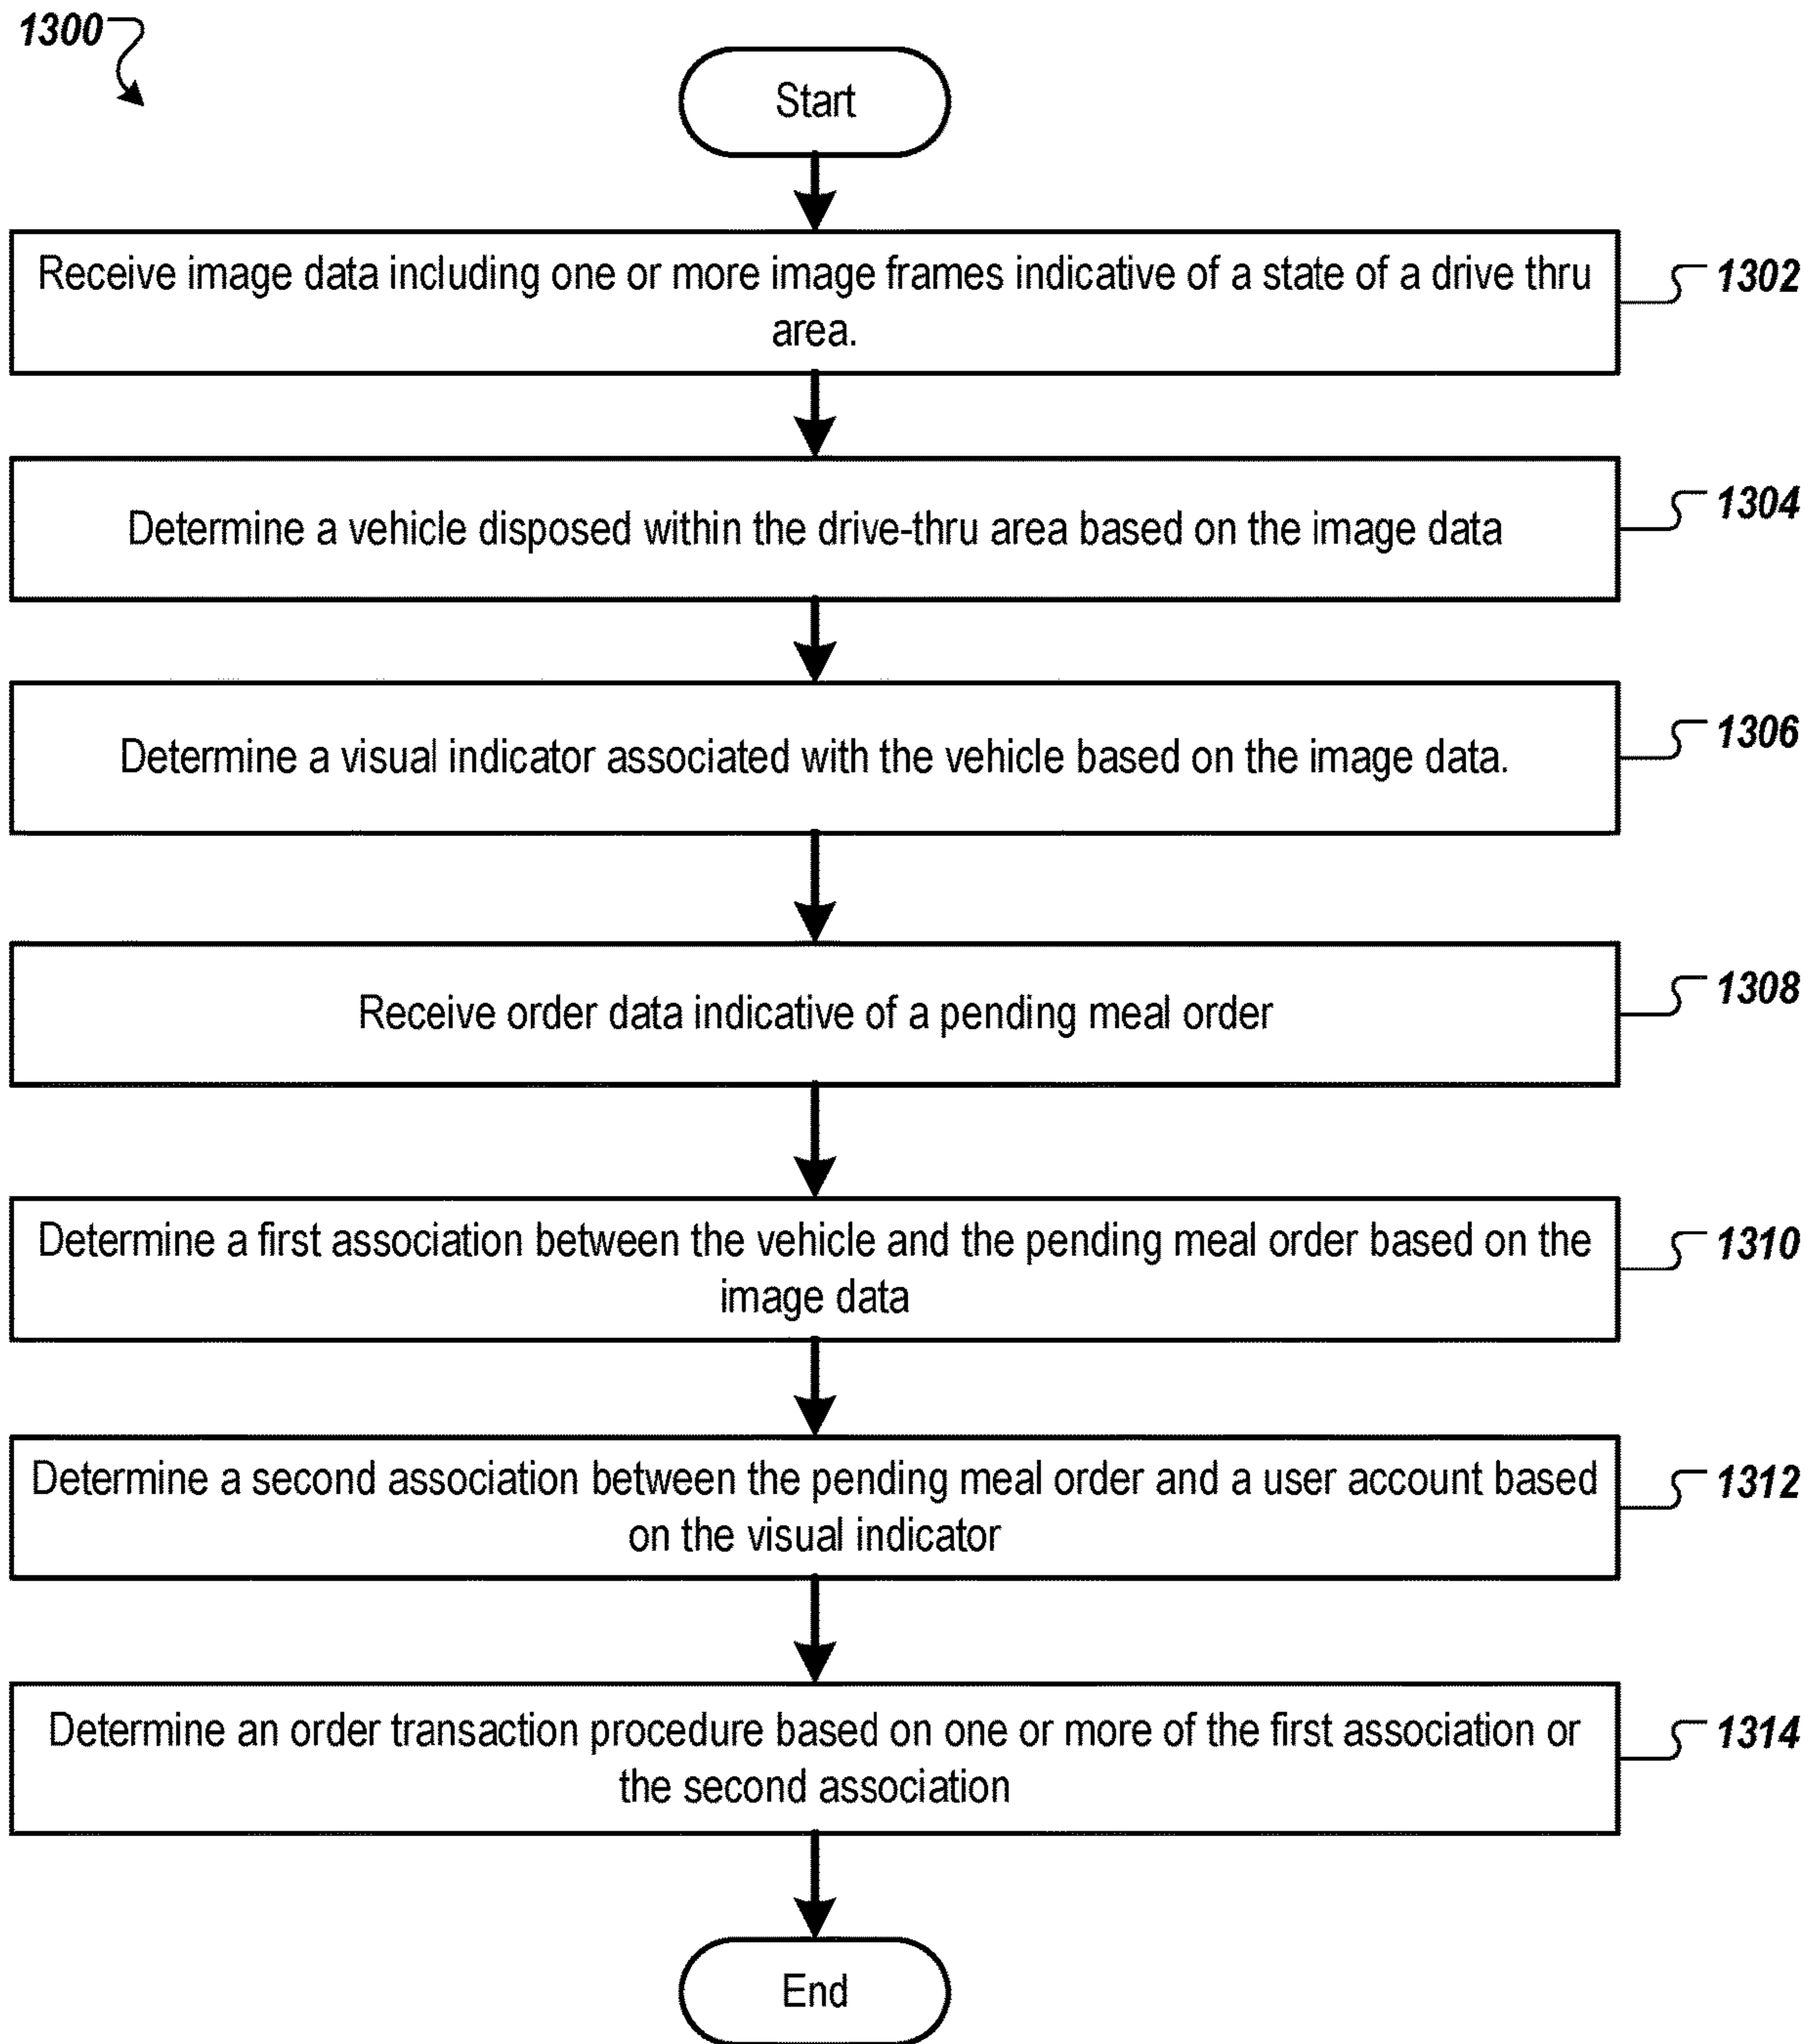 1300
Start
Receive image data including one or more image frames indicative of a state of a drive thru
area.
1302
Determine a vehicle disposed within the drive-thru area based on the image data
1304
Determine a visual indicator associated with the vehicle based on the image data.
1306
Receive order data indicative of a pending meal order
1308
Determine a first association between the vehicle and the pending meal order based on the
image data
1310
Determine a second association between the pending meal order and a user account based
on the visual indicator
1312
Determine an order transaction procedure based on one or more of the first association or
the second association
1314
End